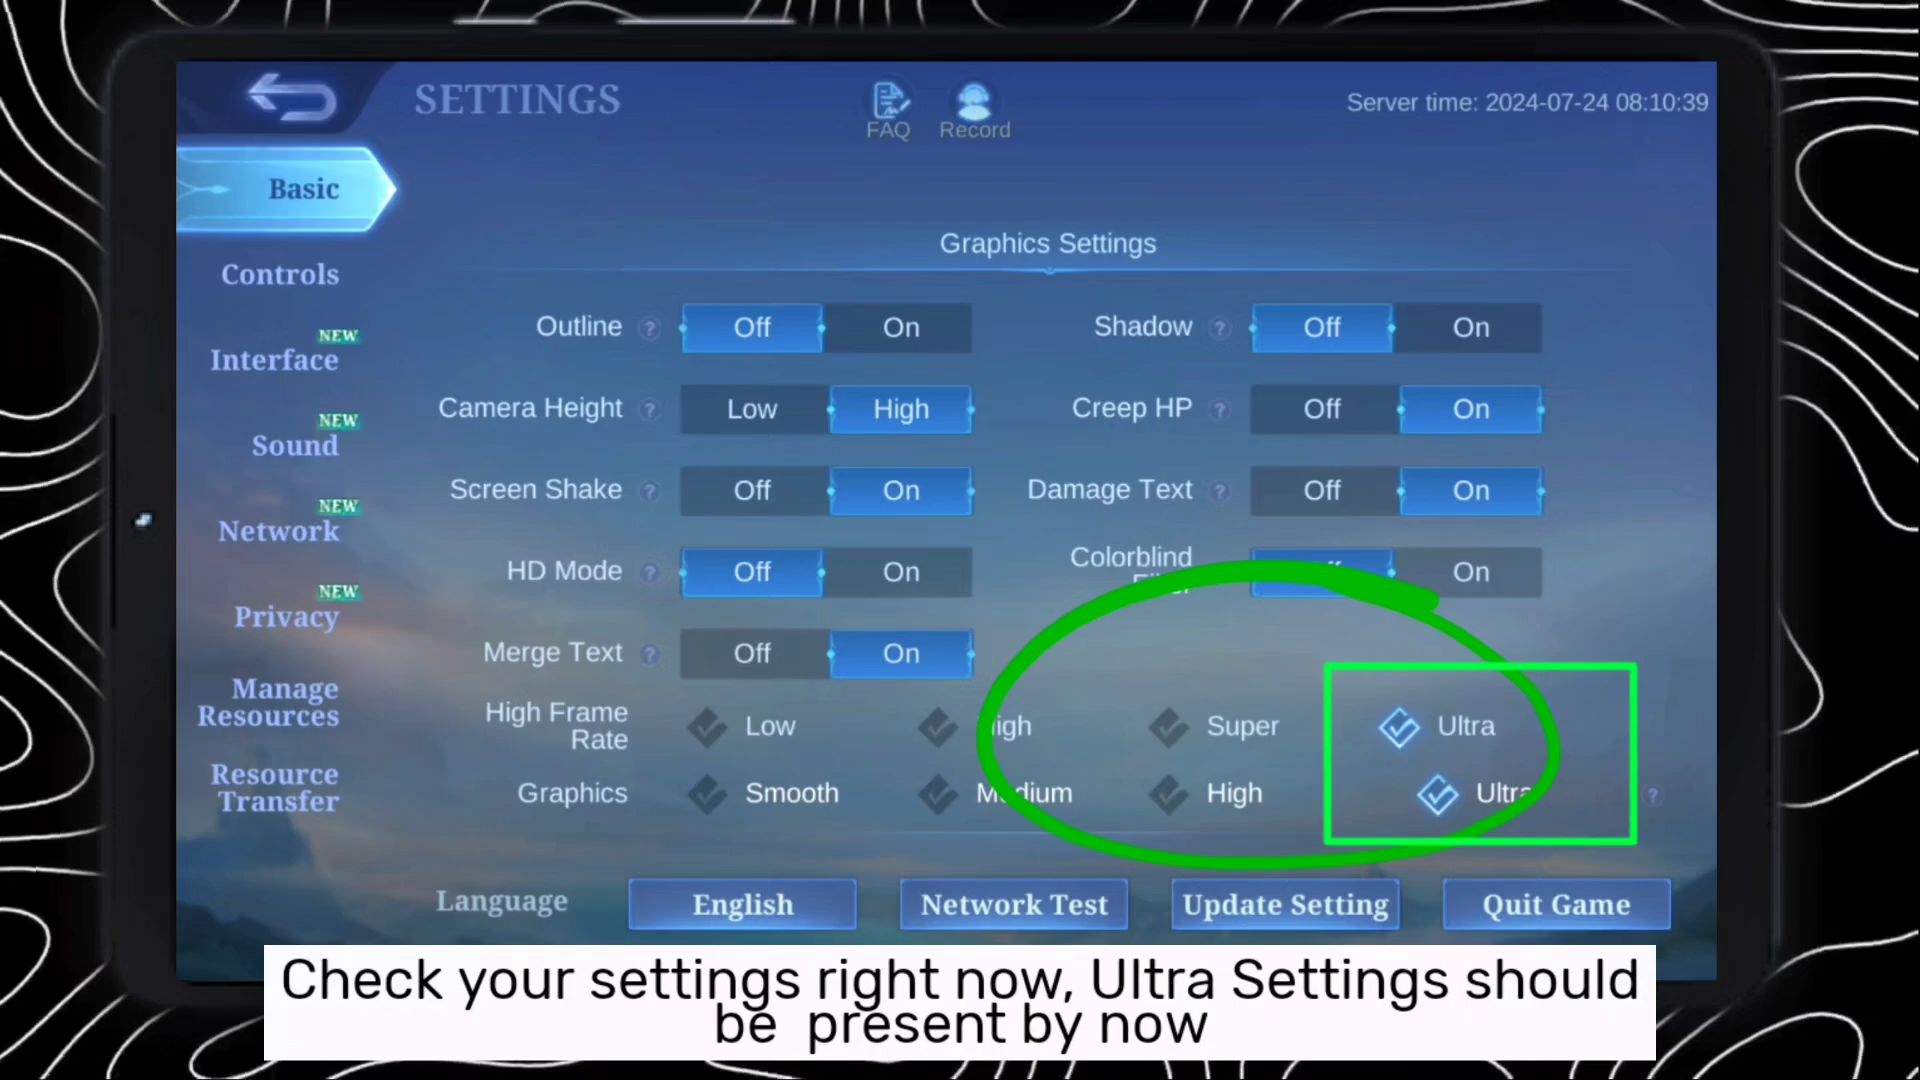 SETTINGS
FAQ
Record
Server time: 2024-07-24 08:10:39
Basic
Controls
NEW
Interface
NEW
Sound
NEW
Network
NEW
Privacy
Manage
Resources
Resource
Transfer
Graphics Settings
Outline ? Off On
Shadow ? Off On
Camera Height ? Low High
Creep HP ? Off On
Screen Shake ? Off On
Damage Text ? Off On
HD Mode ? Off On
Colorblind
On
Merge Text ? Off On
High Frame
Rate
Low
Super
Ultra
Graphics Smooth Medium High Ultra ?
Language English Network Test Update Setting Quit Game
Check your settings right now, Ultra Settings should
be present by now